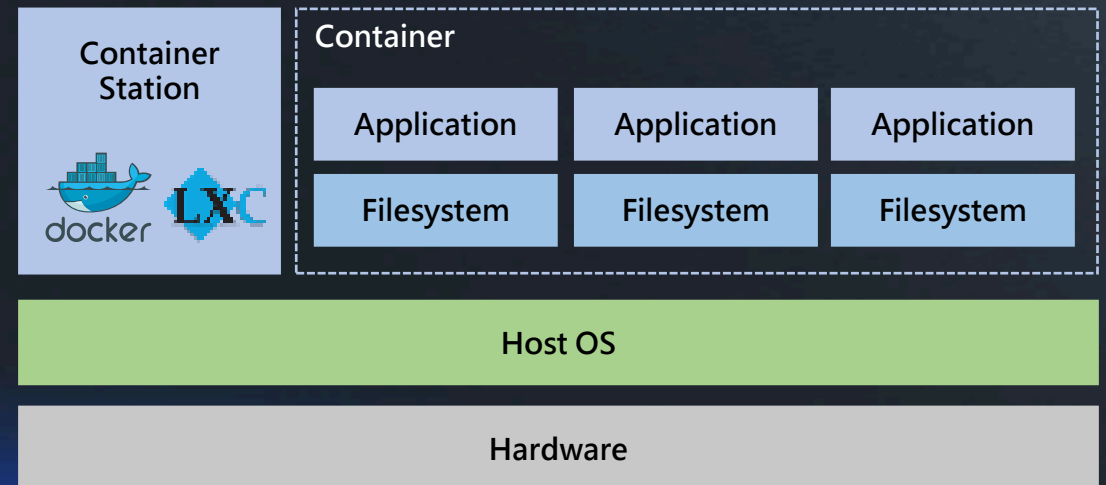 Container
Station
docker
LXC
Container
Application
Application
Application
Filesystem
Filesystem
Filesystem
Host OS
Hardware